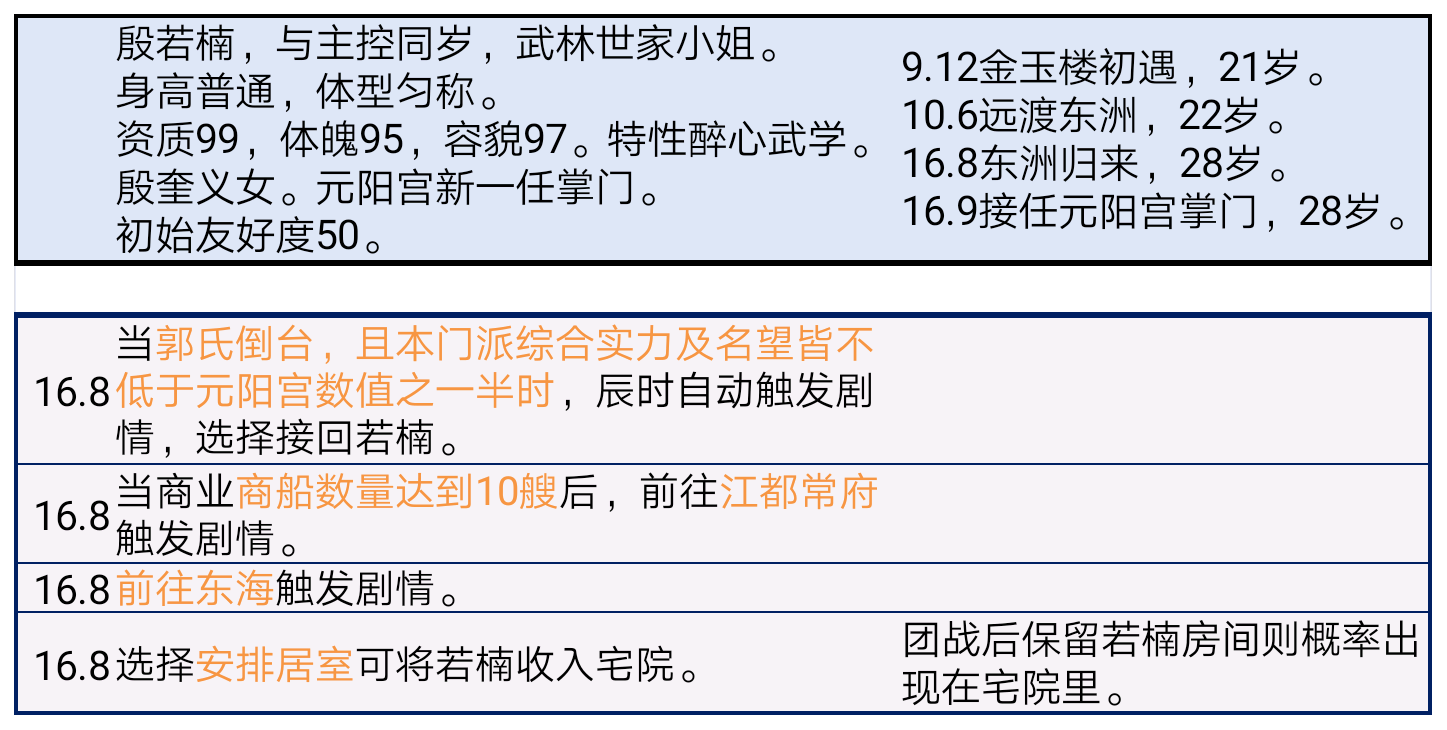 殷若楠，与主控同岁，武林世家小姐。
身高普通，体型匀称。
资质99，体魄95，容貌97。特性醉心武学。
殷奎义女。元阳宫新一任掌门。
初始友好度50。
9.12金玉楼初遇，21岁。
10.6远渡东洲，22岁。
16.8东洲归来，28岁。
16.9接任元阳宫掌门，28岁。
16.8
当郭氏倒台，且本门派综合实力及名望皆不
低于元阳宫数值之一半时，辰时自动触发剧
情，选择接回若楠。
16.8
当商业商船数量达到10艘后，前往江都常府
触发剧情。
16.8 前往东海触发剧情。
16.8 选择安排居室可将若楠收入宅院。
团战后保留若楠房间则概率出
现在宅院里。